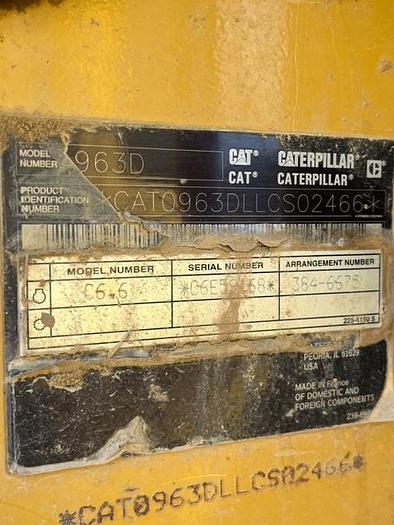 MODEL NUMBER 963D CAT® CATERPILLAR®
CAT® CATERPILLAR®
PRODUCT IDENTIFICATION NUMBER *CAT0963DLLCS02466*
MODEL NUMBER SERIAL NUMBER ARRANGEMENT NUMBER
C6.6 384-6575
PEORIA, IL 61629
USA
MADE IN France
OF DOMESTIC AND
FOREIGN COMPONENTS
*CAT0963DLLCS02466*